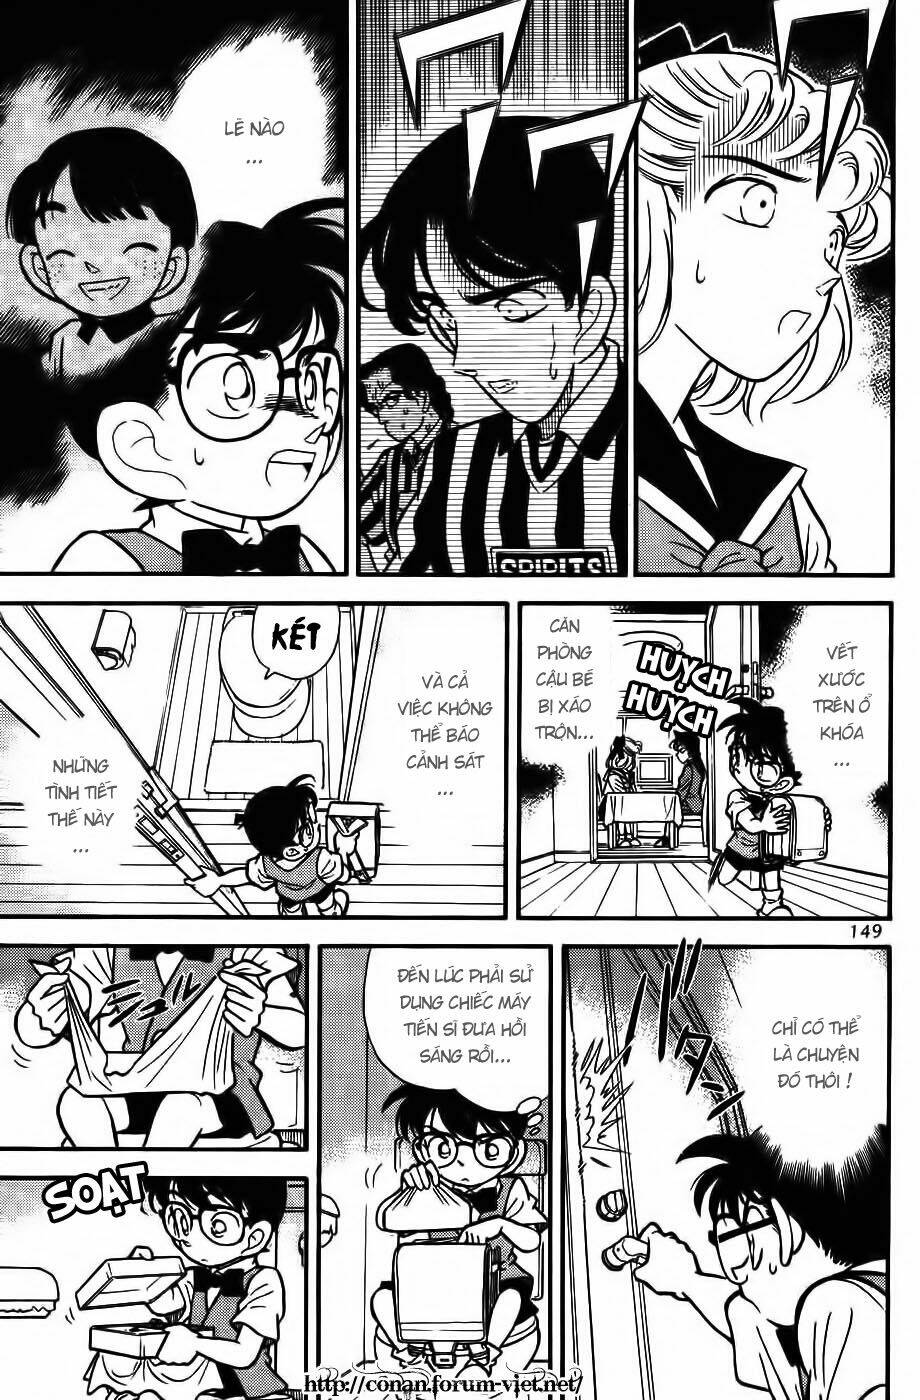 LẼ NÀO
...
SPIRITS
VẾT
XƯỚC
TRÊN Ổ
KHÓA
...
CĂN
PHÒNG
CẬU BÉ
BỊ XÁO
TRỘN...
HUỴCH
HUỴCH
VÀ CẢ
VIỆC KHÔNG
THỂ BÁO
CẢNH SÁT
...
KÉT
NHỮNG
TÌNH TIẾT
THẾ NÀY
...
149
CHỈ CÓ THỂ
LÀ CHUYỆN
ĐÓ THÔI !
ĐẾN LÚC PHẢI SỬ
DỤNG CHIẾC MÁY
TIẾN SĨ ĐƯA HỒI
SÁNG RỒI...
SOẠT
http://conan.forum-viet.net/